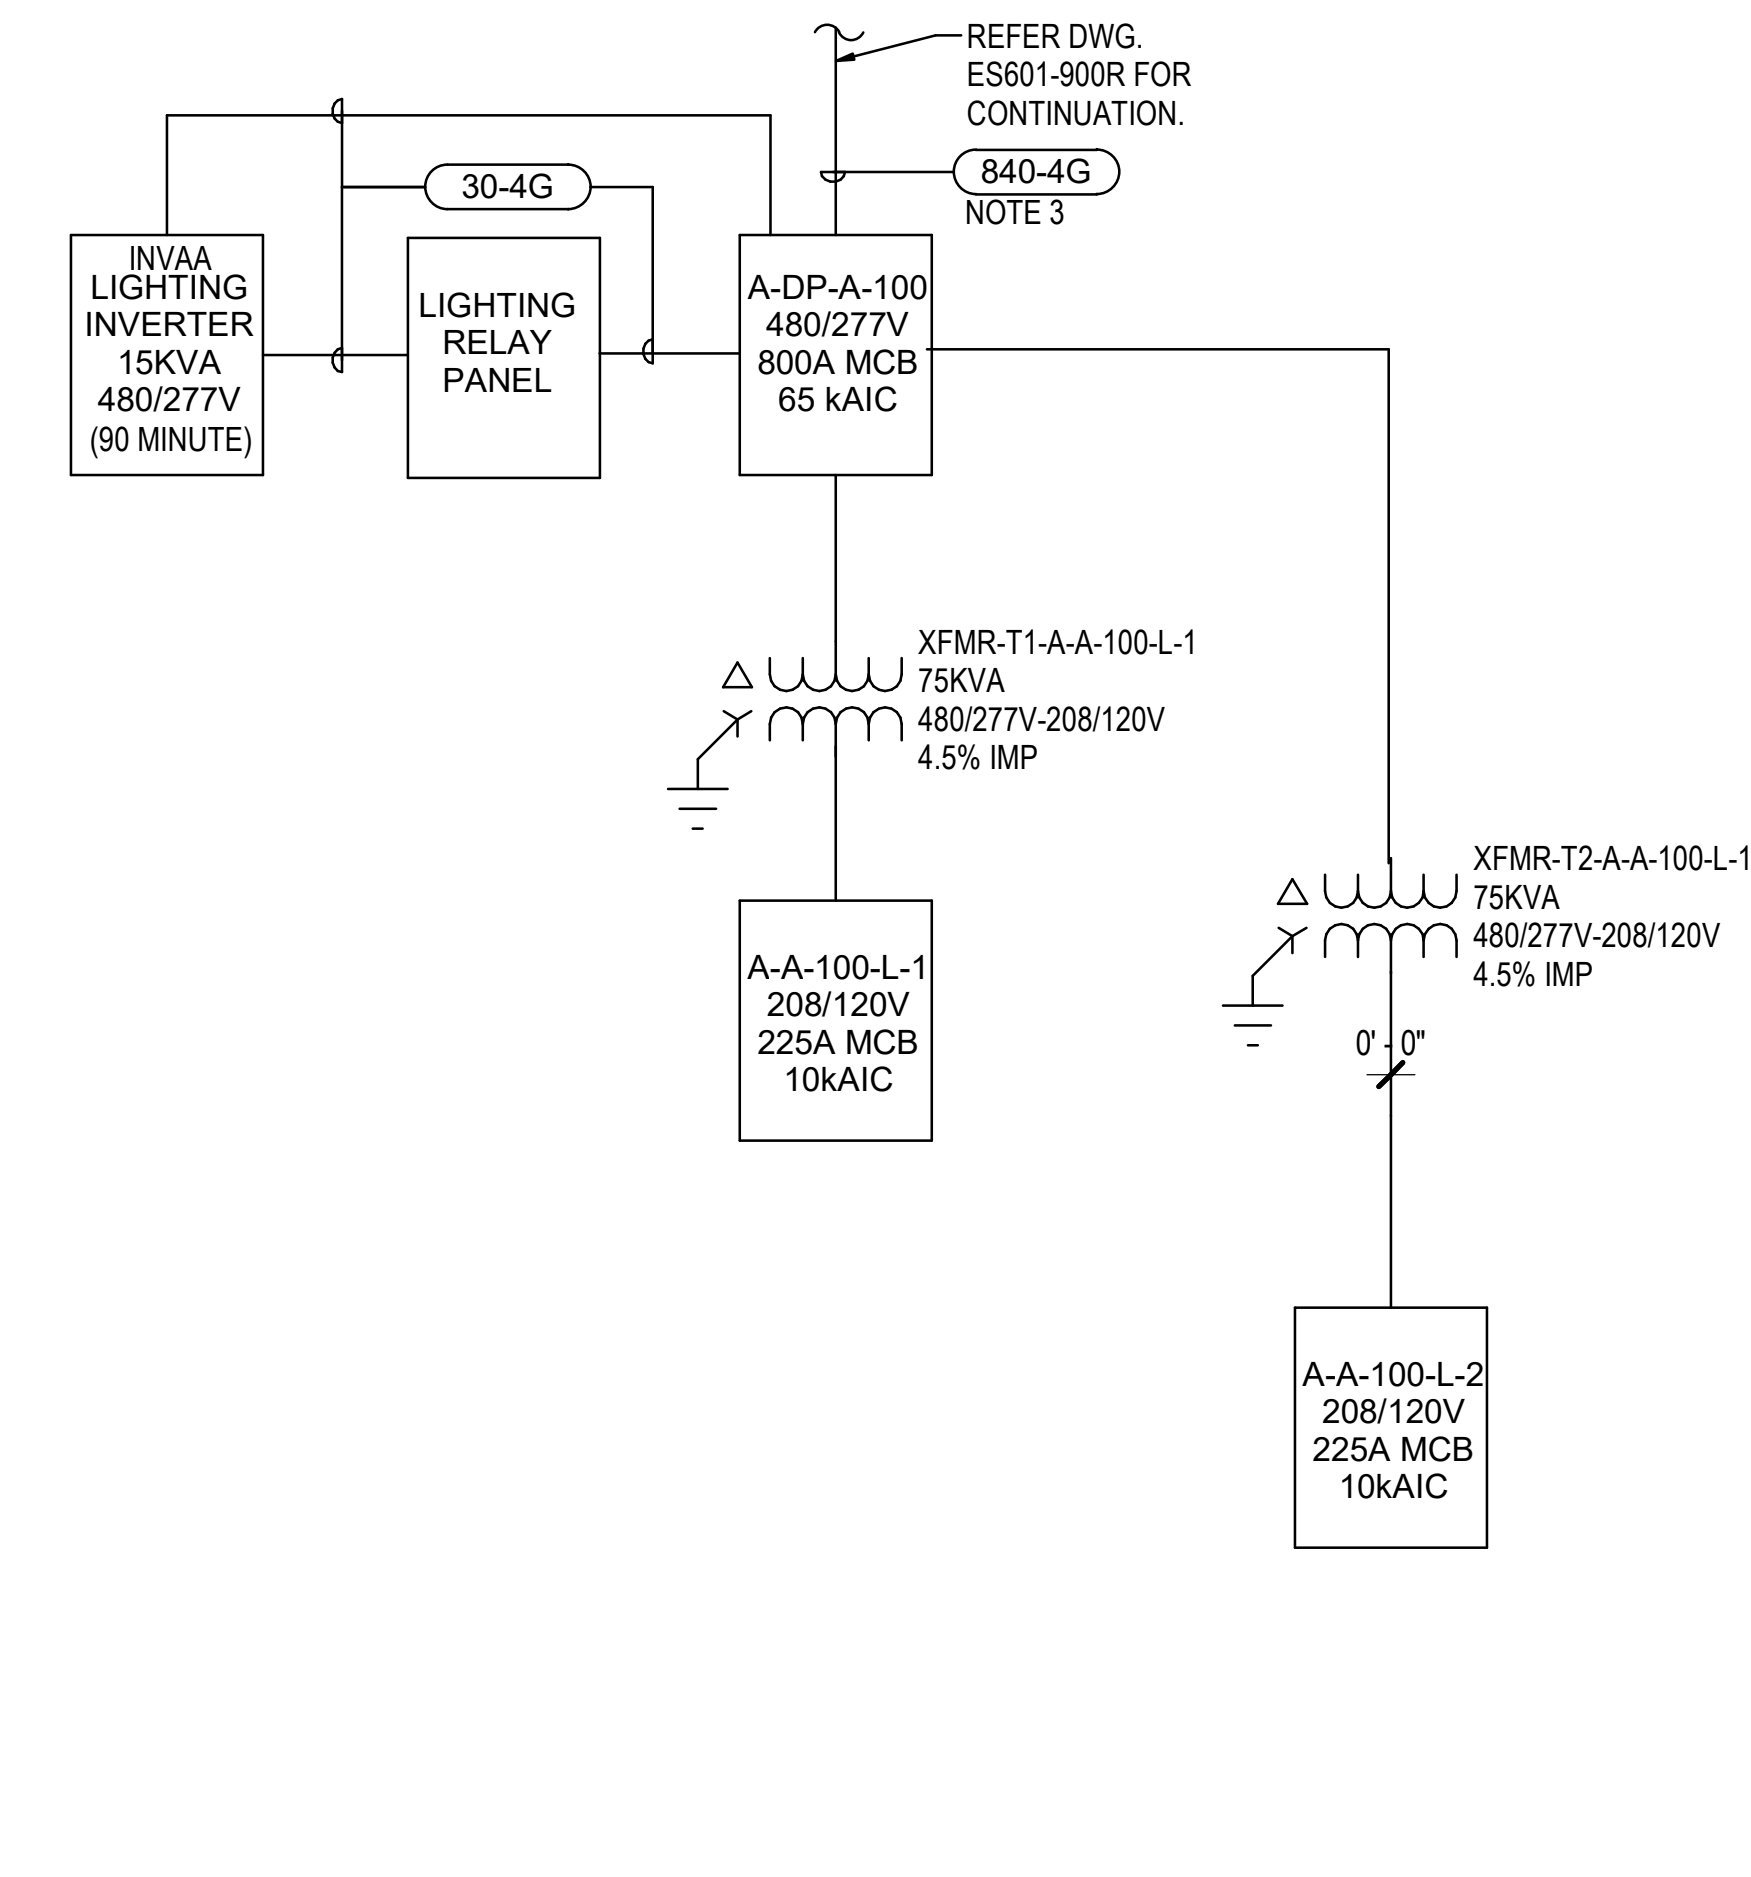 REFER DWG.
ES601-900R FOR
CONTINUATION.
840-4G
NOTE 3
30-4G
INVAA
LIGHTING
INVERTER
15KVA
480/277V
(90 MINUTE)
LIGHTING
RELAY
PANEL
A-DP-A-100
480/277V
800A MCB
65 kAIC
XFMR-T1-A-A-100-L-1
75KVA
480/277V-208/120V
4.5% IMP
A-A-100-L-1
208/120V
225A MCB
10kAIC
XFMR-T2-A-A-100-L-1
75KVA
480/277V-208/120V
4.5% IMP
0' - 0"
A-A-100-L-2
208/120V
225A MCB
10kAIC